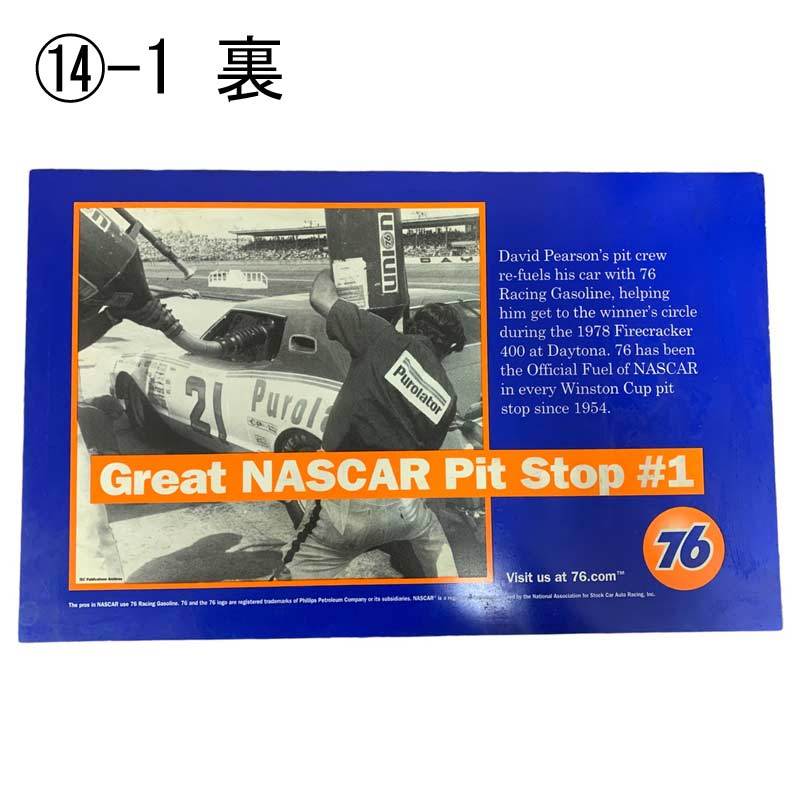 ⑭-1 裏
David Pearson's pit crew
re-fuels his car with 76
Racing Gasoline, helping
him get to the winner's circle
during the 1978 Firecracker
400 at Daytona. 76 has been
the Official Fuel of NASCAR
in every Winston Cup pit
stop since 1954.
UNION
76
21 Purola
Purolator
Great NASCAR Pit Stop #1
76
Visit us at 76.com™
The pros in NASCAR use 76 Racing Gasoline. 76 and the 76 logo are registered trademarks of Phillips Petroleum Company or its subsidiaries. NASCAR® is a by the National Association for Stock Car Auto Racing, Inc.